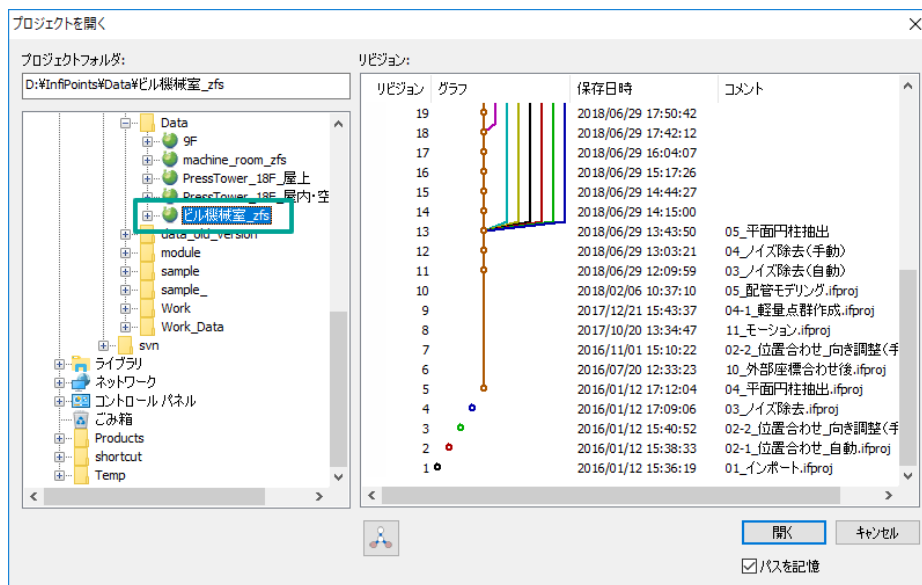 プロジェクトを開く
プロジェクトフォルダ:
D:¥InfiPoints¥Data¥ビル機械室_zfs
Data
9F
machine_room_zfs
PressTower_18F_屋上
PressTower_18F_屋内・空
ビル機械室_zfs
data_old_version
module
sample
sample_
Work
Work_Data
svn
ライブラリ
ネットワーク
コントロール パネル
ごみ箱
Products
shortcut
Temp
リビジョン:
リビジョン グラフ 保存日時 コメント
19 2018/06/29 17:50:42
18 2018/06/29 17:42:12
17 2018/06/29 16:04:07
16 2018/06/29 15:17:26
15 2018/06/29 14:44:27
14 2018/06/29 14:15:00
13 2018/06/29 13:43:50 05_平面円柱抽出
12 2018/06/29 13:03:21 04_ノイズ除去(手動)
11 2018/06/29 12:09:59 03_ノイズ除去(自動)
10 2018/02/06 10:37:10 05_配管モデリング.ifproj
9 2017/12/21 15:43:37 04-1_軽量点群作成.ifproj
8 2017/10/20 13:34:47 11_モーション.ifproj
7 2016/11/01 15:10:22 02-2_位置合わせ_向き調整(手
6 2016/07/20 12:33:23 10_外部座標合わせ後.ifproj
5 2016/01/12 17:12:04 04_平面円柱抽出.ifproj
4 2016/01/12 17:09:06 03_ノイズ除去.ifproj
3 2016/01/12 15:40:52 02-2_位置合わせ_向き調整(手
2 2016/01/12 15:38:33 02-1_位置合わせ_自動.ifproj
1 2016/01/12 15:36:19 01_インポート.ifproj
開く キャンセル
パスを記憶